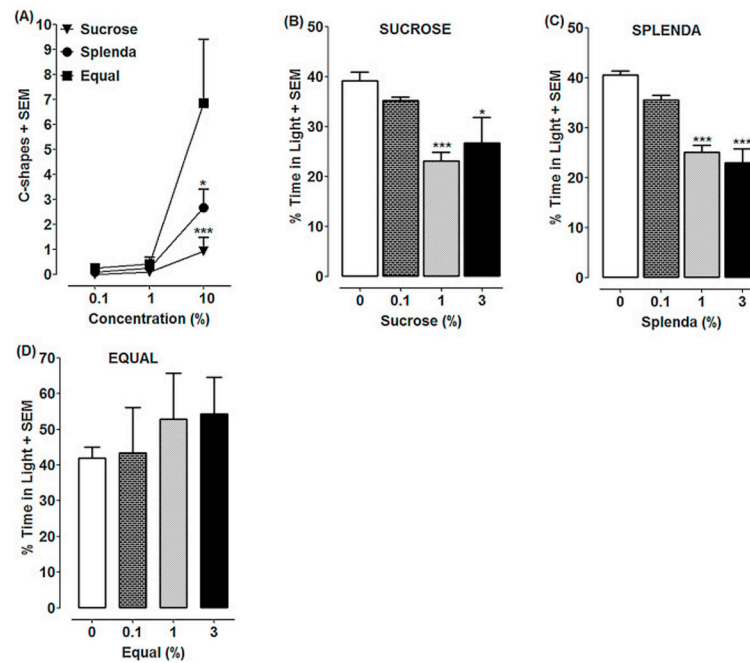 (A)
Sucrose
Splenda
Equal
C-shapes + SEM
10
9
8
7
6
5
4
3
2
1
0
*
***
0.1 1 10
Concentration (%)
(B)
SUCROSE
% Time in Light + SEM
50
40
30
20
10
0
***
*
0 0.1 1 3
Sucrose (%)
(C)
SPLENDA
% Time in Light + SEM
50
40
30
20
10
0
*** ***
0 0.1 1 3
Splenda (%)
(D)
EQUAL
% Time in Light + SEM
70
60
50
40
30
20
10
0
0 0.1 1 3
Equal (%)